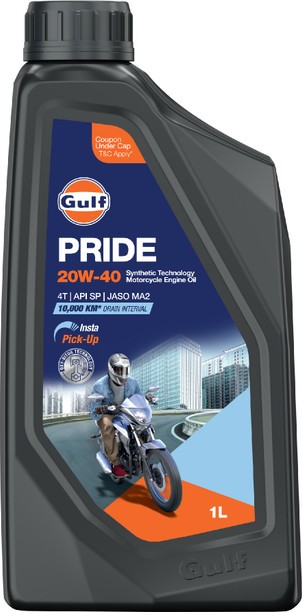 Coupon
Under Cap
T&C Apply*
Gulf
PRIDE
20W-40
Synthetic Technology
Motorcycle Engine Oil
4T | API SP | JASO MA2
10,000 KM* DRAIN INTERVAL
Insta
Pick-Up
1L
Gulf